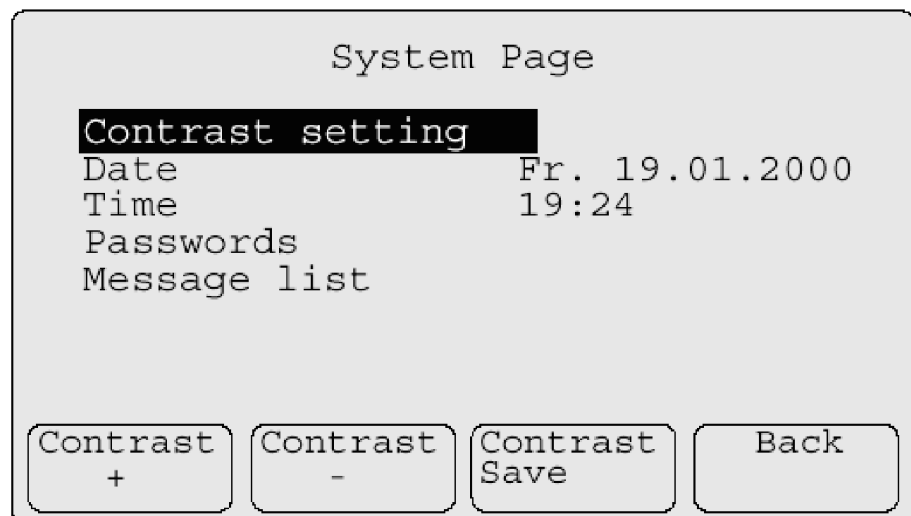 System Page
Contrast setting
Date Fr. 19.01.2000
Time 19:24
Passwords
Message list
Contrast +
Contrast -
Contrast Save
Back